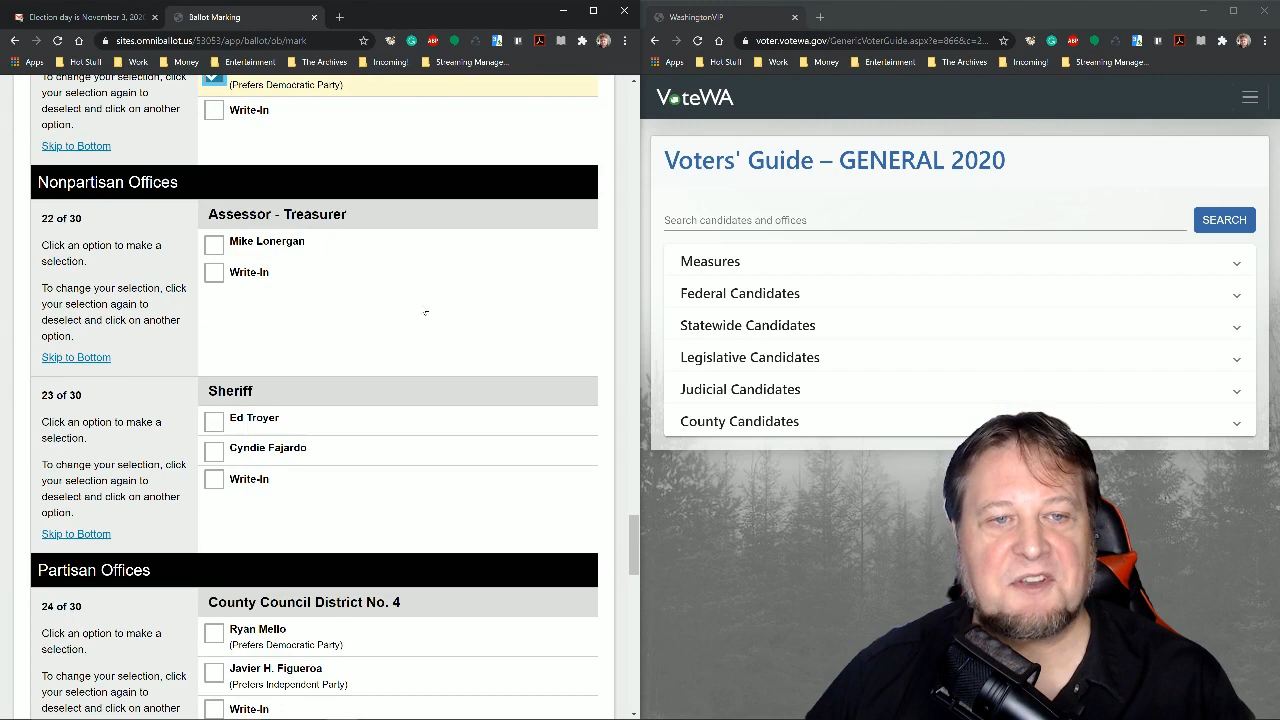 Election day is November 3, 2020
Ballot Marking
sites.omniballot.us/53053/app/ballot/ob/mark
Apps
Hot Stuff
Work
Money
Entertainment
The Archives
Incoming!
Streaming Manage...
To change your selection, click
your selection again to
deselect and click on another
option.
Skip to Bottom
(Prefers Democratic Party)
Write-In
Nonpartisan Offices
22 of 30
Click an option to make a
selection.
To change your selection, click
your selection again to
deselect and click on another
option.
Skip to Bottom
Assessor - Treasurer
Mike Lonergan
Write-In
23 of 30
Click an option to make a
selection.
To change your selection, click
your selection again to
deselect and click on another
option.
Skip to Bottom
Sheriff
Ed Troyer
Cyndie Fajardo
Write-In
Partisan Offices
24 of 30
Click an option to make a
selection.
To change your selection, click
your selection again to
deselect and click on another
County Council District No. 4
Ryan Mello
(Prefers Democratic Party)
Javier H. Figueroa
(Prefers Independent Party)
Write-In
WashingtonVIP
voter.votewa.gov/GenericVoterGuide.aspx?e=866&c=2...
Apps
Hot Stuff
Work
Money
Entertainment
The Archives
Incoming!
Streaming Manage...
VoteWA
Voters' Guide – GENERAL 2020
Search candidates and offices
SEARCH
Measures
Federal Candidates
Statewide Candidates
Legislative Candidates
Judicial Candidates
County Candidates